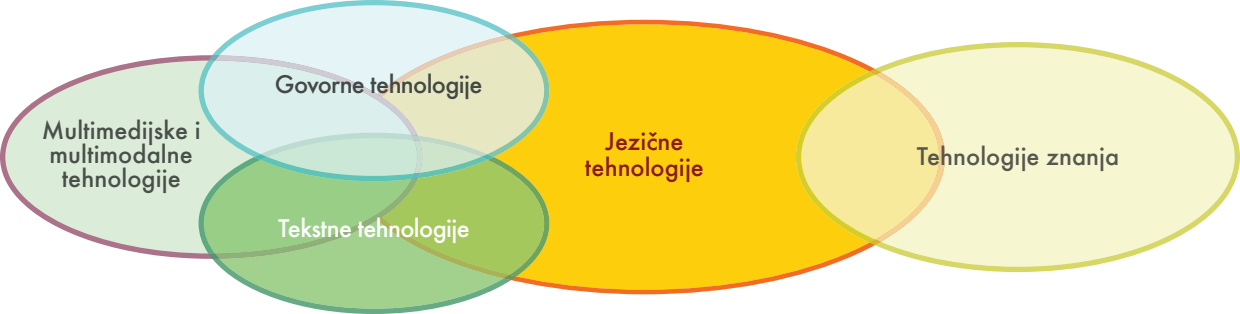 Govorne tehnologije
Multimedijske i
multimodalne
tehnologije
Tekstne tehnologije
Jezične
tehnologije
Tehnologije znanja